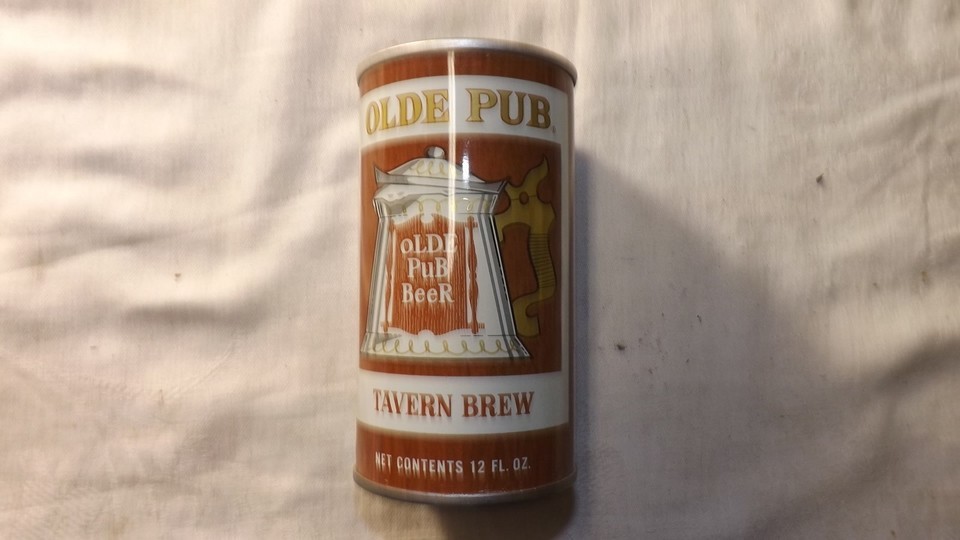 OLDE PUB
OLDE
PuB
BeeR
TAVERN BREW
NET CONTENTS 12 FL. OZ.